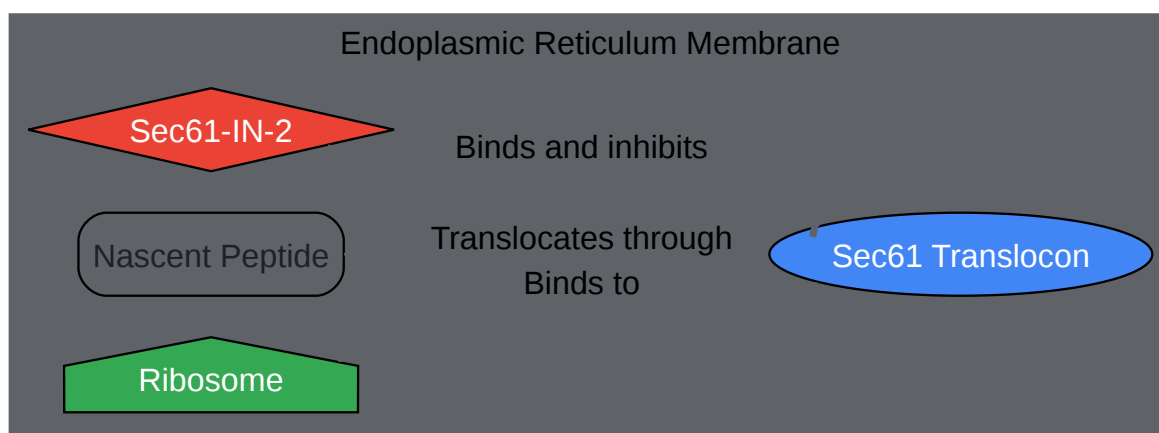 Endoplasmic Reticulum Membrane
Sec61-IN-2
Binds and inhibits
Nascent Peptide
Translocates through
Binds to
Sec61 Translocon
Ribosome